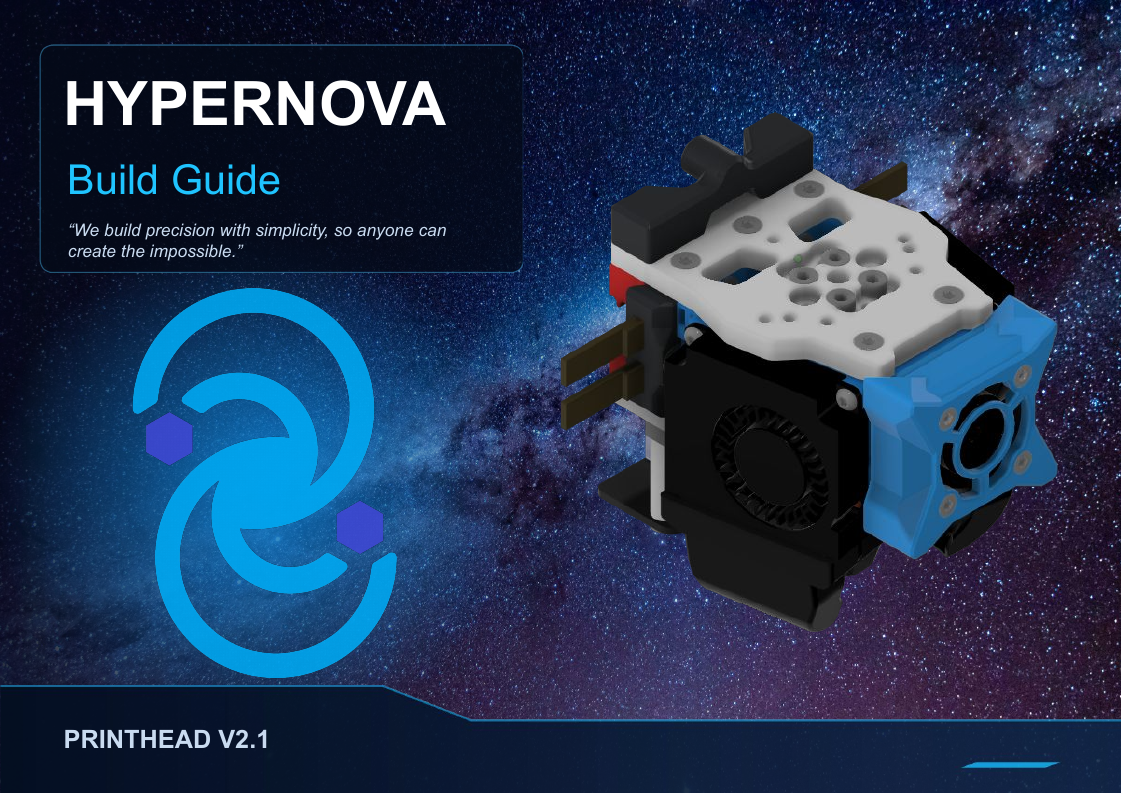 HYPERNOVA
Build Guide
“We build precision with simplicity, so anyone can
create the impossible.”
PRINTHEAD V2.1